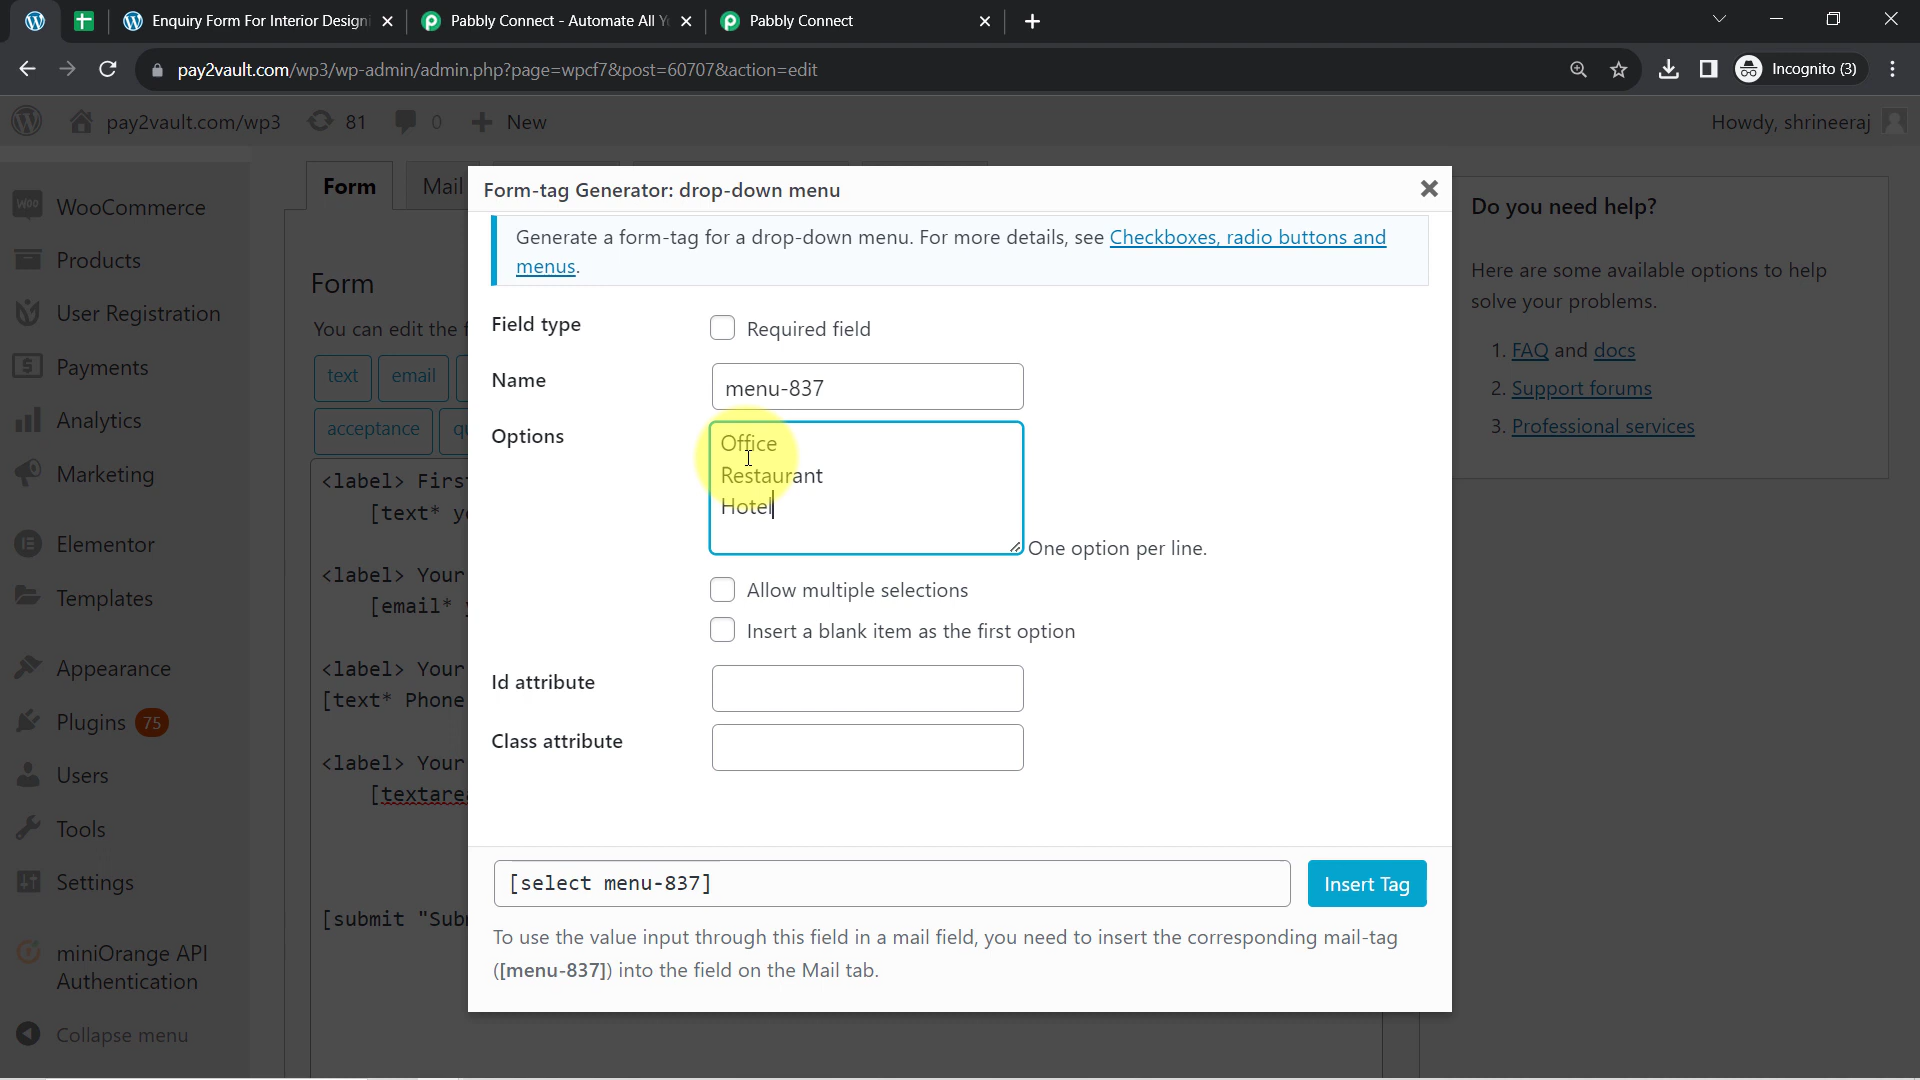 Enquiry Form For Interior Design
Pabbly Connect - Automate All Y
Pabbly Connect
pay2vault.com/wp3/wp-admin/admin.php?page=wpcf7&post=60707&action=edit
Incognito (3)
pay2vault.com/wp3
81
0
New
Howdy, shrineeraj
WooCommerce
Products
User Registration
Payments
Analytics
Marketing
Elementor
Templates
Appearance
Plugins 75
Users
Tools
Settings
miniOrange API
Authentication
Collapse menu
Form
Mail
Form
You can edit the f
text
email
acceptance
qu
<label> Firs
[text* y
<label> Your
[email*
<label> Your
[text* Phone
<label> Your
[textarea
[submit "Sub
Form-tag Generator: drop-down menu
Generate a form-tag for a drop-down menu. For more details, see Checkboxes, radio buttons and
menus.
Field type
Required field
Name
menu-837
Options
Office
Restaurant
Hotel
One option per line.
Allow multiple selections
Insert a blank item as the first option
Id attribute
Class attribute
[select menu-837]
Insert Tag
To use the value input through this field in a mail field, you need to insert the corresponding mail-tag
([menu-837]) into the field on the Mail tab.
Do you need help?
Here are some available options to help
solve your problems.
1. FAQ and docs
2. Support forums
3. Professional services